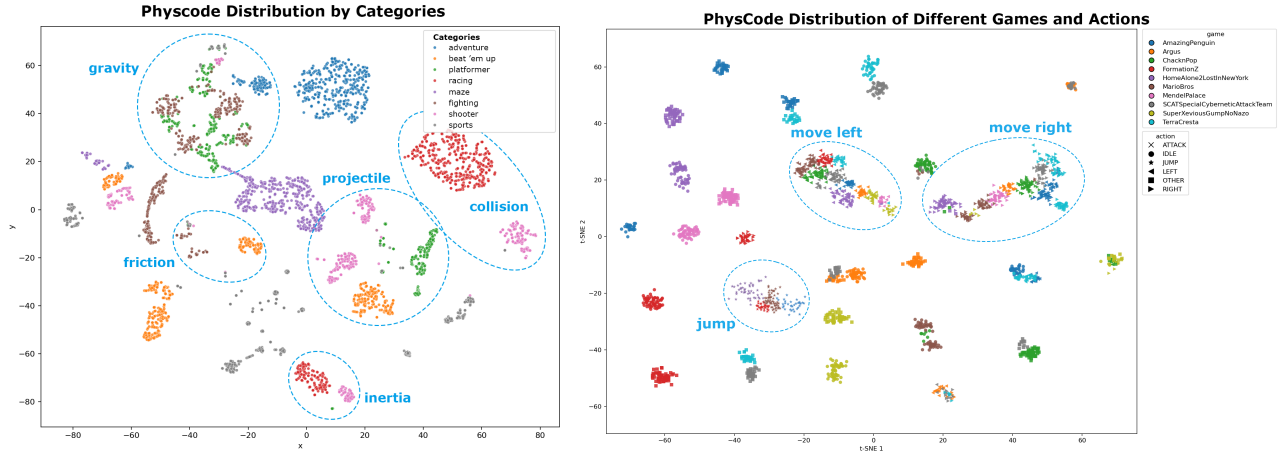 Physcode Distribution by Categories
Categories
adventure
beat 'em up
platformer
racing
maze
fighting
shooter
sports
gravity
projectile
collision
friction
inertia
60
40
20
0
−20
−40
−60
−80
y
−80 −60 −40 −20 0 20 40 60 80
x
PhysCode Distribution of Different Games and Actions
game
AmazingPenguin
Argus
ChacknPop
FormationZ
HomeAlone2LostInNewYork
MarioBros
MendelPalace
SCATSpecialCyberneticAttackTeam
SuperXeviousGumpNoNazo
TerraCresta
action
ATTACK
IDLE
JUMP
LEFT
OTHER
RIGHT
move left
move right
jump
60
40
20
0
−20
−40
−60
t-SNE 2
−60 −40 −20 0 20 40 60
t-SNE 1